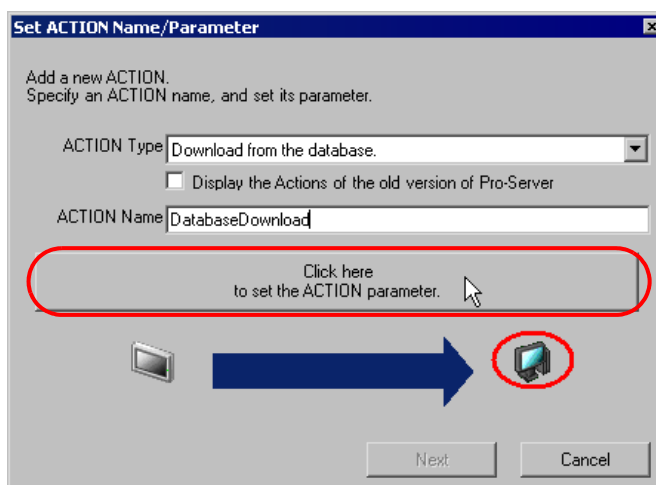 Set ACTION Name/Parameter
Add a new ACTION.
Specify an ACTION name, and set its parameter.
ACTION Type Download from the database.
Display the Actions of the old version of Pro-Server
ACTION Name DatabaseDownload
Click here
to set the ACTION parameter.
Next Cancel